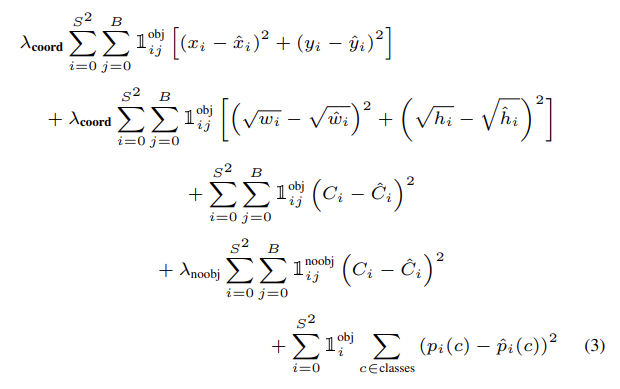 λ_coord ∑_{i=0}^{S^2} ∑_{j=0}^{B} 𝟙_{ij}^{obj} [(x_i − x̂_i)^2 + (y_i − ŷ_i)^2]
+ λ_coord ∑_{i=0}^{S^2} ∑_{j=0}^{B} 𝟙_{ij}^{obj} [(√w_i − √ŵ_i)^2 + (√h_i − √ĥ_i)^2]
+ ∑_{i=0}^{S^2} ∑_{j=0}^{B} 𝟙_{ij}^{obj} (C_i − Ĉ_i)^2
+ λ_noobj ∑_{i=0}^{S^2} ∑_{j=0}^{B} 𝟙_{ij}^{noobj} (C_i − Ĉ_i)^2
+ ∑_{i=0}^{S^2} 𝟙_i^{obj} ∑_{c∈classes} (p_i(c) − p̂_i(c))^2 (3)